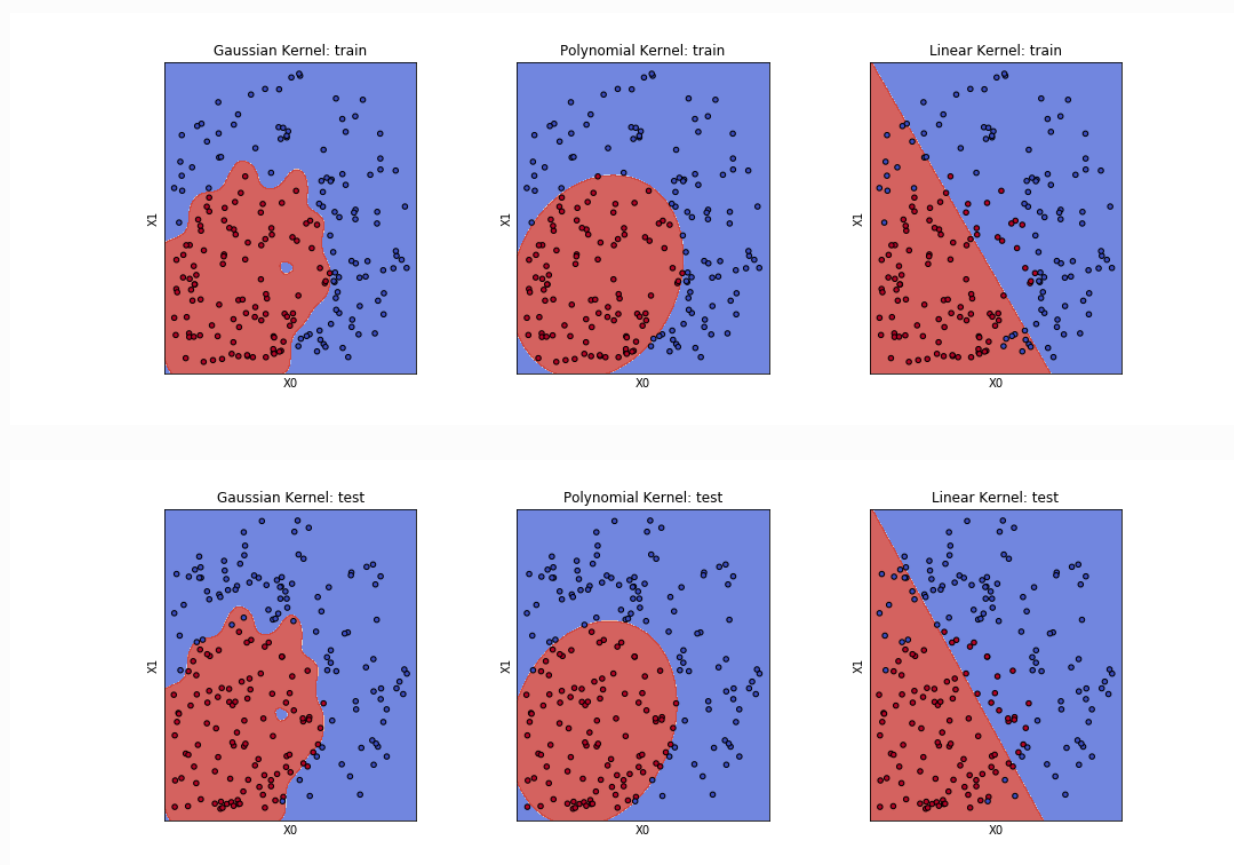 Gaussian Kernel: train
Polynomial Kernel: train
Linear Kernel: train
X1
X1
X1
X0
X0
X0
Gaussian Kernel: test
Polynomial Kernel: test
Linear Kernel: test
X1
X1
X1
X0
X0
X0